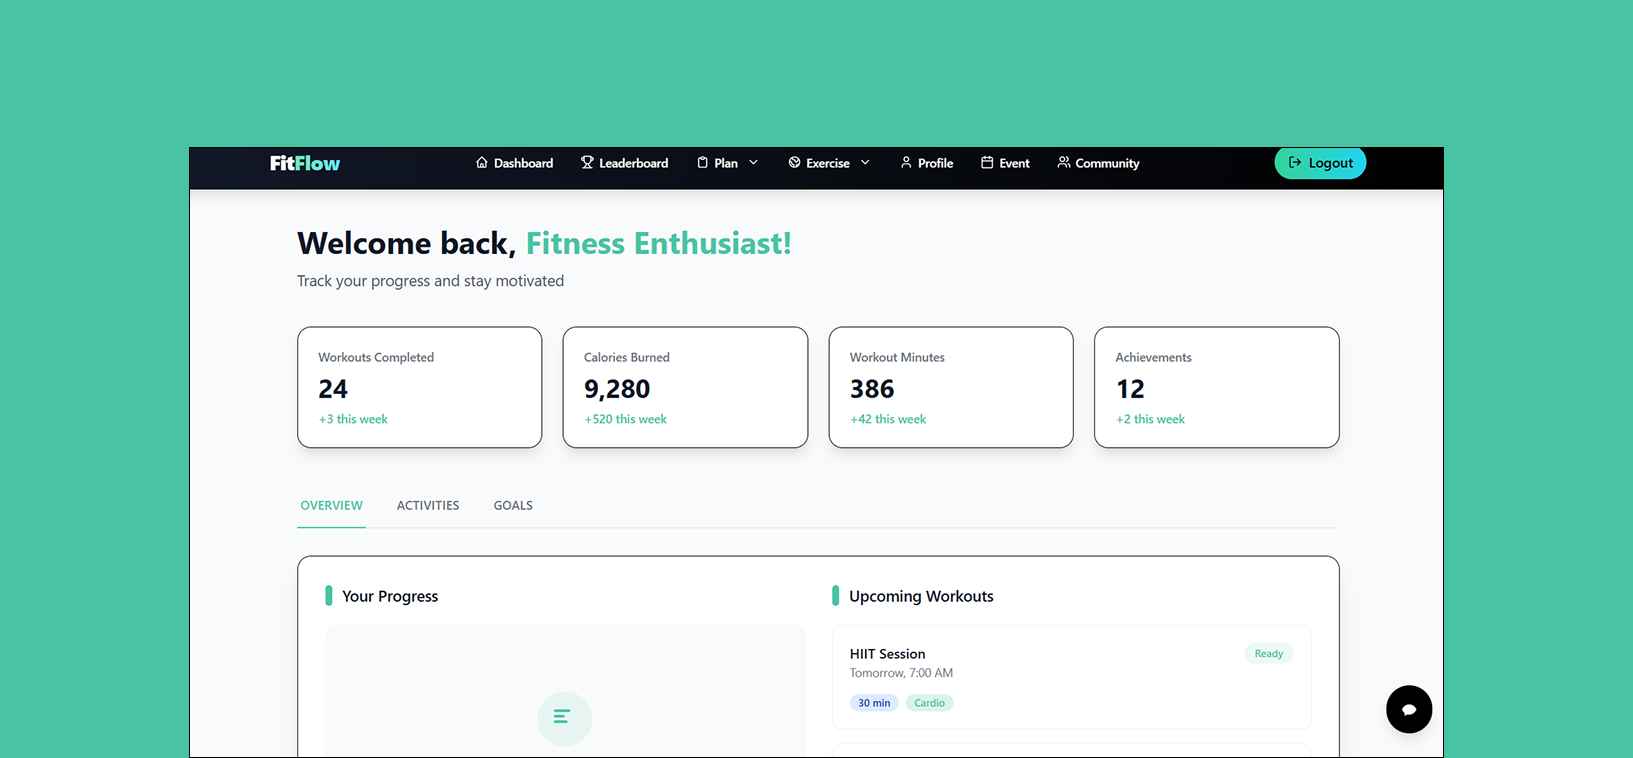 FitFlow Dashboard Leaderboard Plan Exercise Profile Event Community Logout
Welcome back, Fitness Enthusiast!
Track your progress and stay motivated
Workouts Completed
24
+3 this week
Calories Burned
9,280
+520 this week
Workout Minutes
386
+42 this week
Achievements
12
+2 this week
OVERVIEW ACTIVITIES GOALS
Your Progress
Upcoming Workouts
HIIT Session
Ready
Tomorrow, 7:00 AM
30 min Cardio